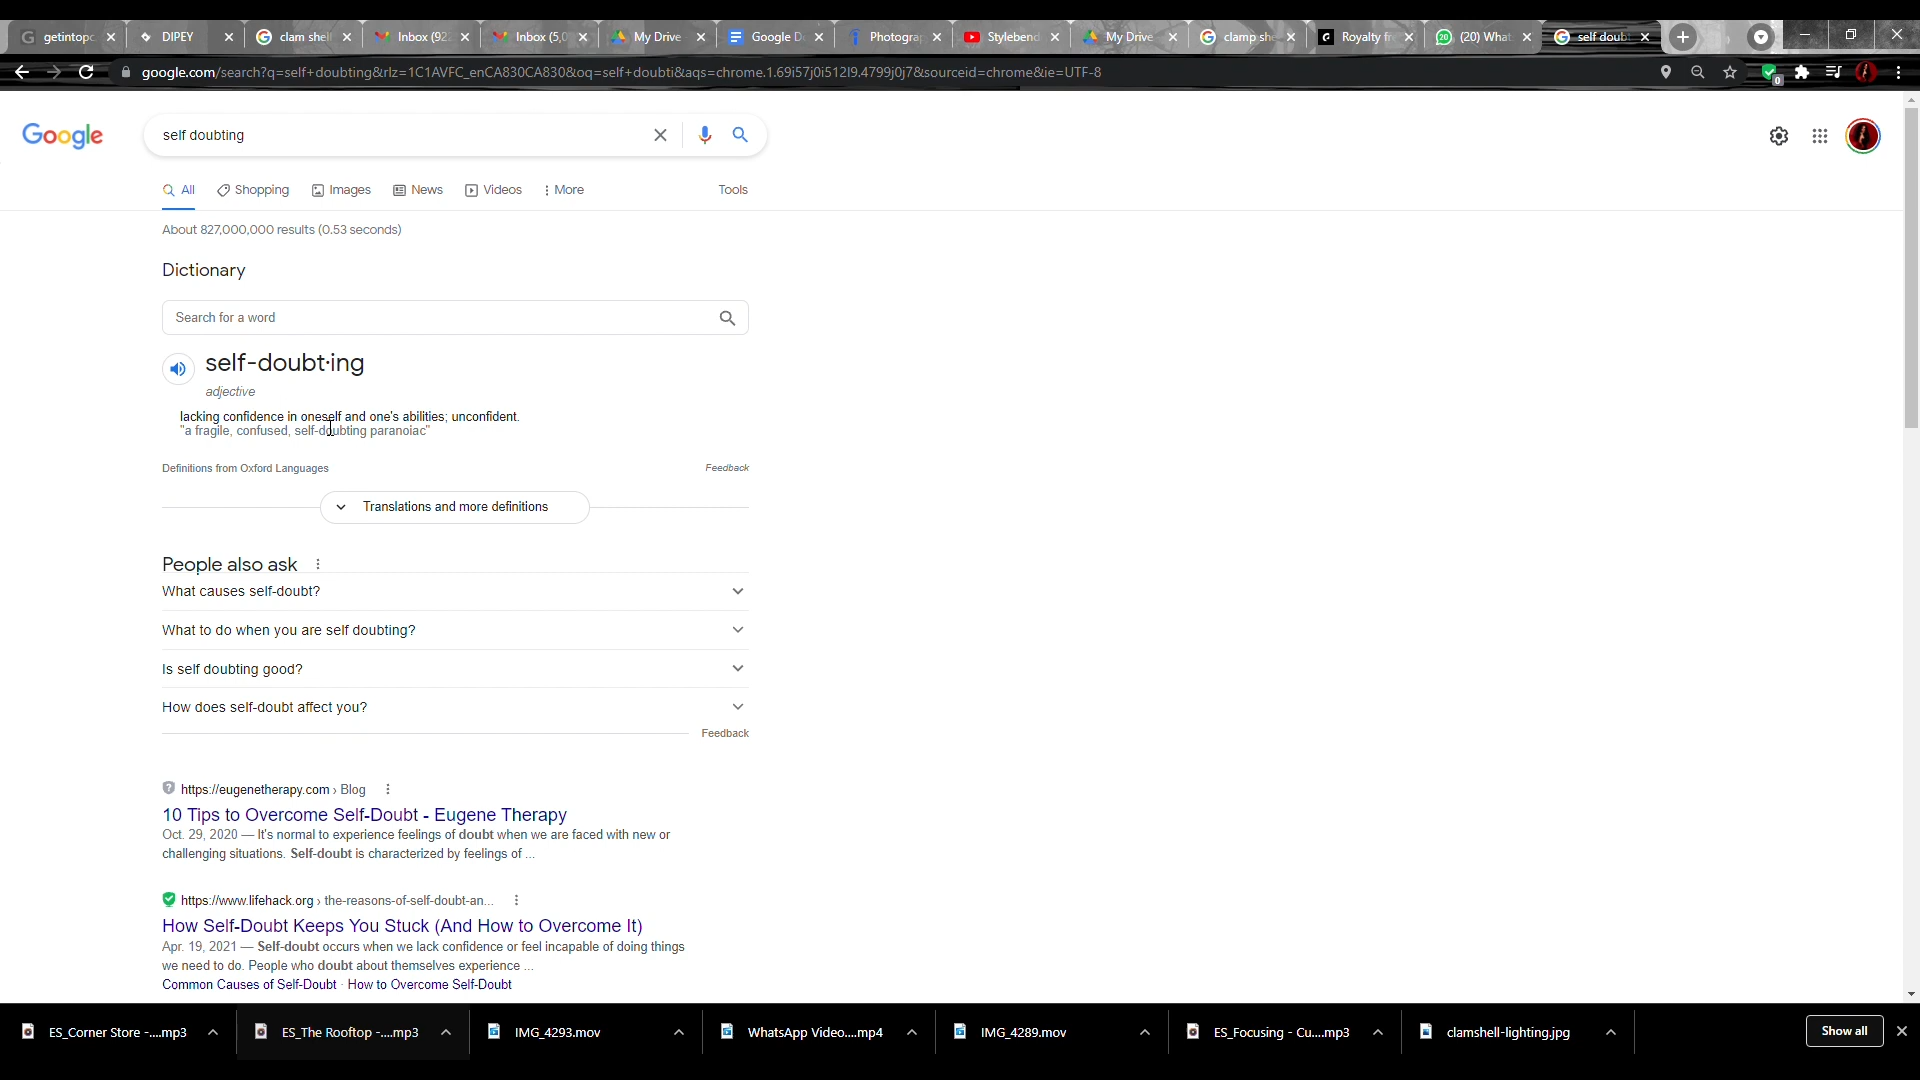 getintopc DIPEY clam shell Inbox (922 Inbox (5,0 My Drive Google Do Photograp Stylebend My Drive clamp she Royalty fr (20) What self doubt
google.com/search?q=self+doubting&rlz=1C1AVFC_enCA830CA830&oq=self+doubti&aqs=chrome.1.69i57j0i512l9.4799j0j7&sourceid=chrome&ie=UTF-8
0
Google self doubting
All Shopping Images News Videos More Tools
About 827,000,000 results (0.53 seconds)
Dictionary
Search for a word
self-doubt·ing
adjective
lacking confidence in oneself and one's abilities; unconfident.
"a fragile, confused, self-doubting paranoiac"
Definitions from Oxford Languages Feedback
Translations and more definitions
People also ask
What causes self-doubt?
What to do when you are self doubting?
Is self doubting good?
How does self-doubt affect you?
Feedback
https://eugenetherapy.com › Blog
10 Tips to Overcome Self-Doubt - Eugene Therapy
Oct. 29, 2020 — It's normal to experience feelings of doubt when we are faced with new or
challenging situations. Self-doubt is characterized by feelings of ...
https://www.lifehack.org › the-reasons-of-self-doubt-an...
How Self-Doubt Keeps You Stuck (And How to Overcome It)
Apr. 19, 2021 — Self-doubt occurs when we lack confidence or feel incapable of doing things
we need to do. People who doubt about themselves experience ...
Common Causes of Self-Doubt · How to Overcome Self-Doubt
ES_Corner Store -....mp3 ES_The Rooftop -....mp3 IMG_4293.mov WhatsApp Video....mp4 IMG_4289.mov ES_Focusing - Cu....mp3 clamshell-lighting.jpg Show all